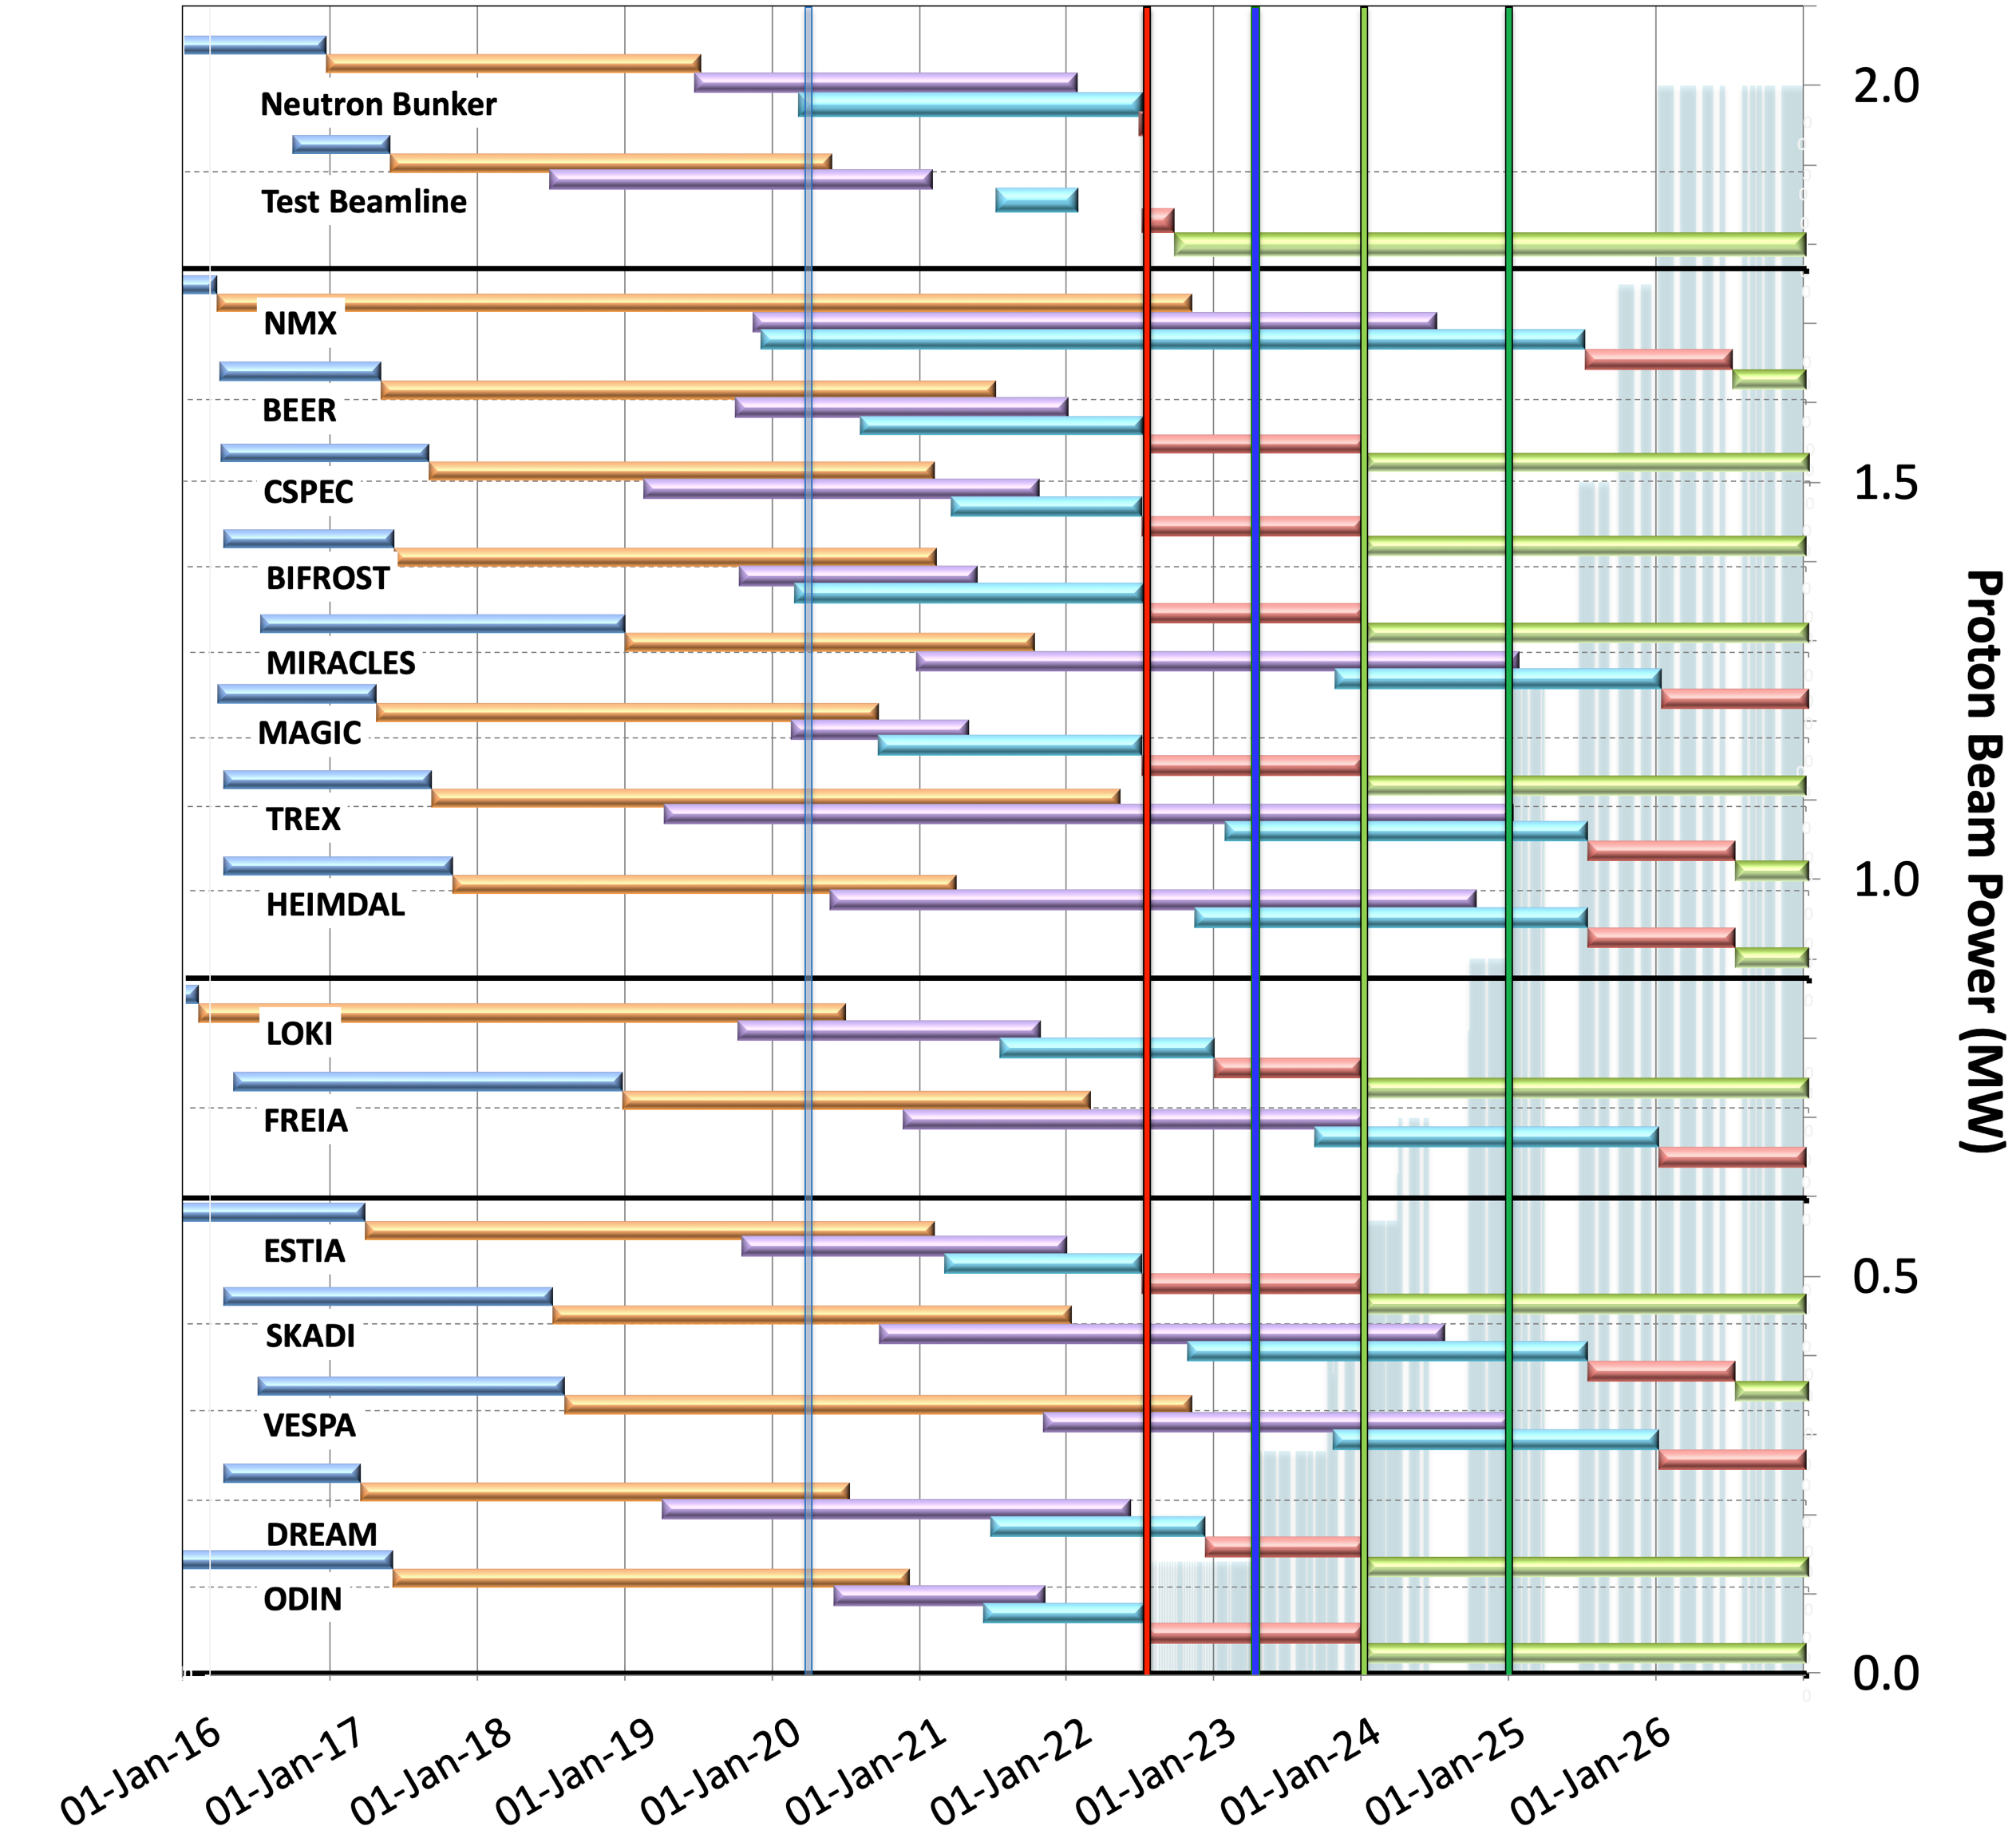 2.0
Neutron Bunker
Test Beamline
NMX
BEER
1.5
CSPEC
BIFROST
MIRACLES
MAGIC
TREX
1.0
HEIMDAL
LOKI
FREIA
ESTIA
0.5
SKADI
VESPA
DREAM
ODIN
0.0
Proton Beam Power (MW)
01-Jan-16
01-Jan-17
01-Jan-18
01-Jan-19
01-Jan-20
01-Jan-21
01-Jan-22
01-Jan-23
01-Jan-24
01-Jan-25
01-Jan-26